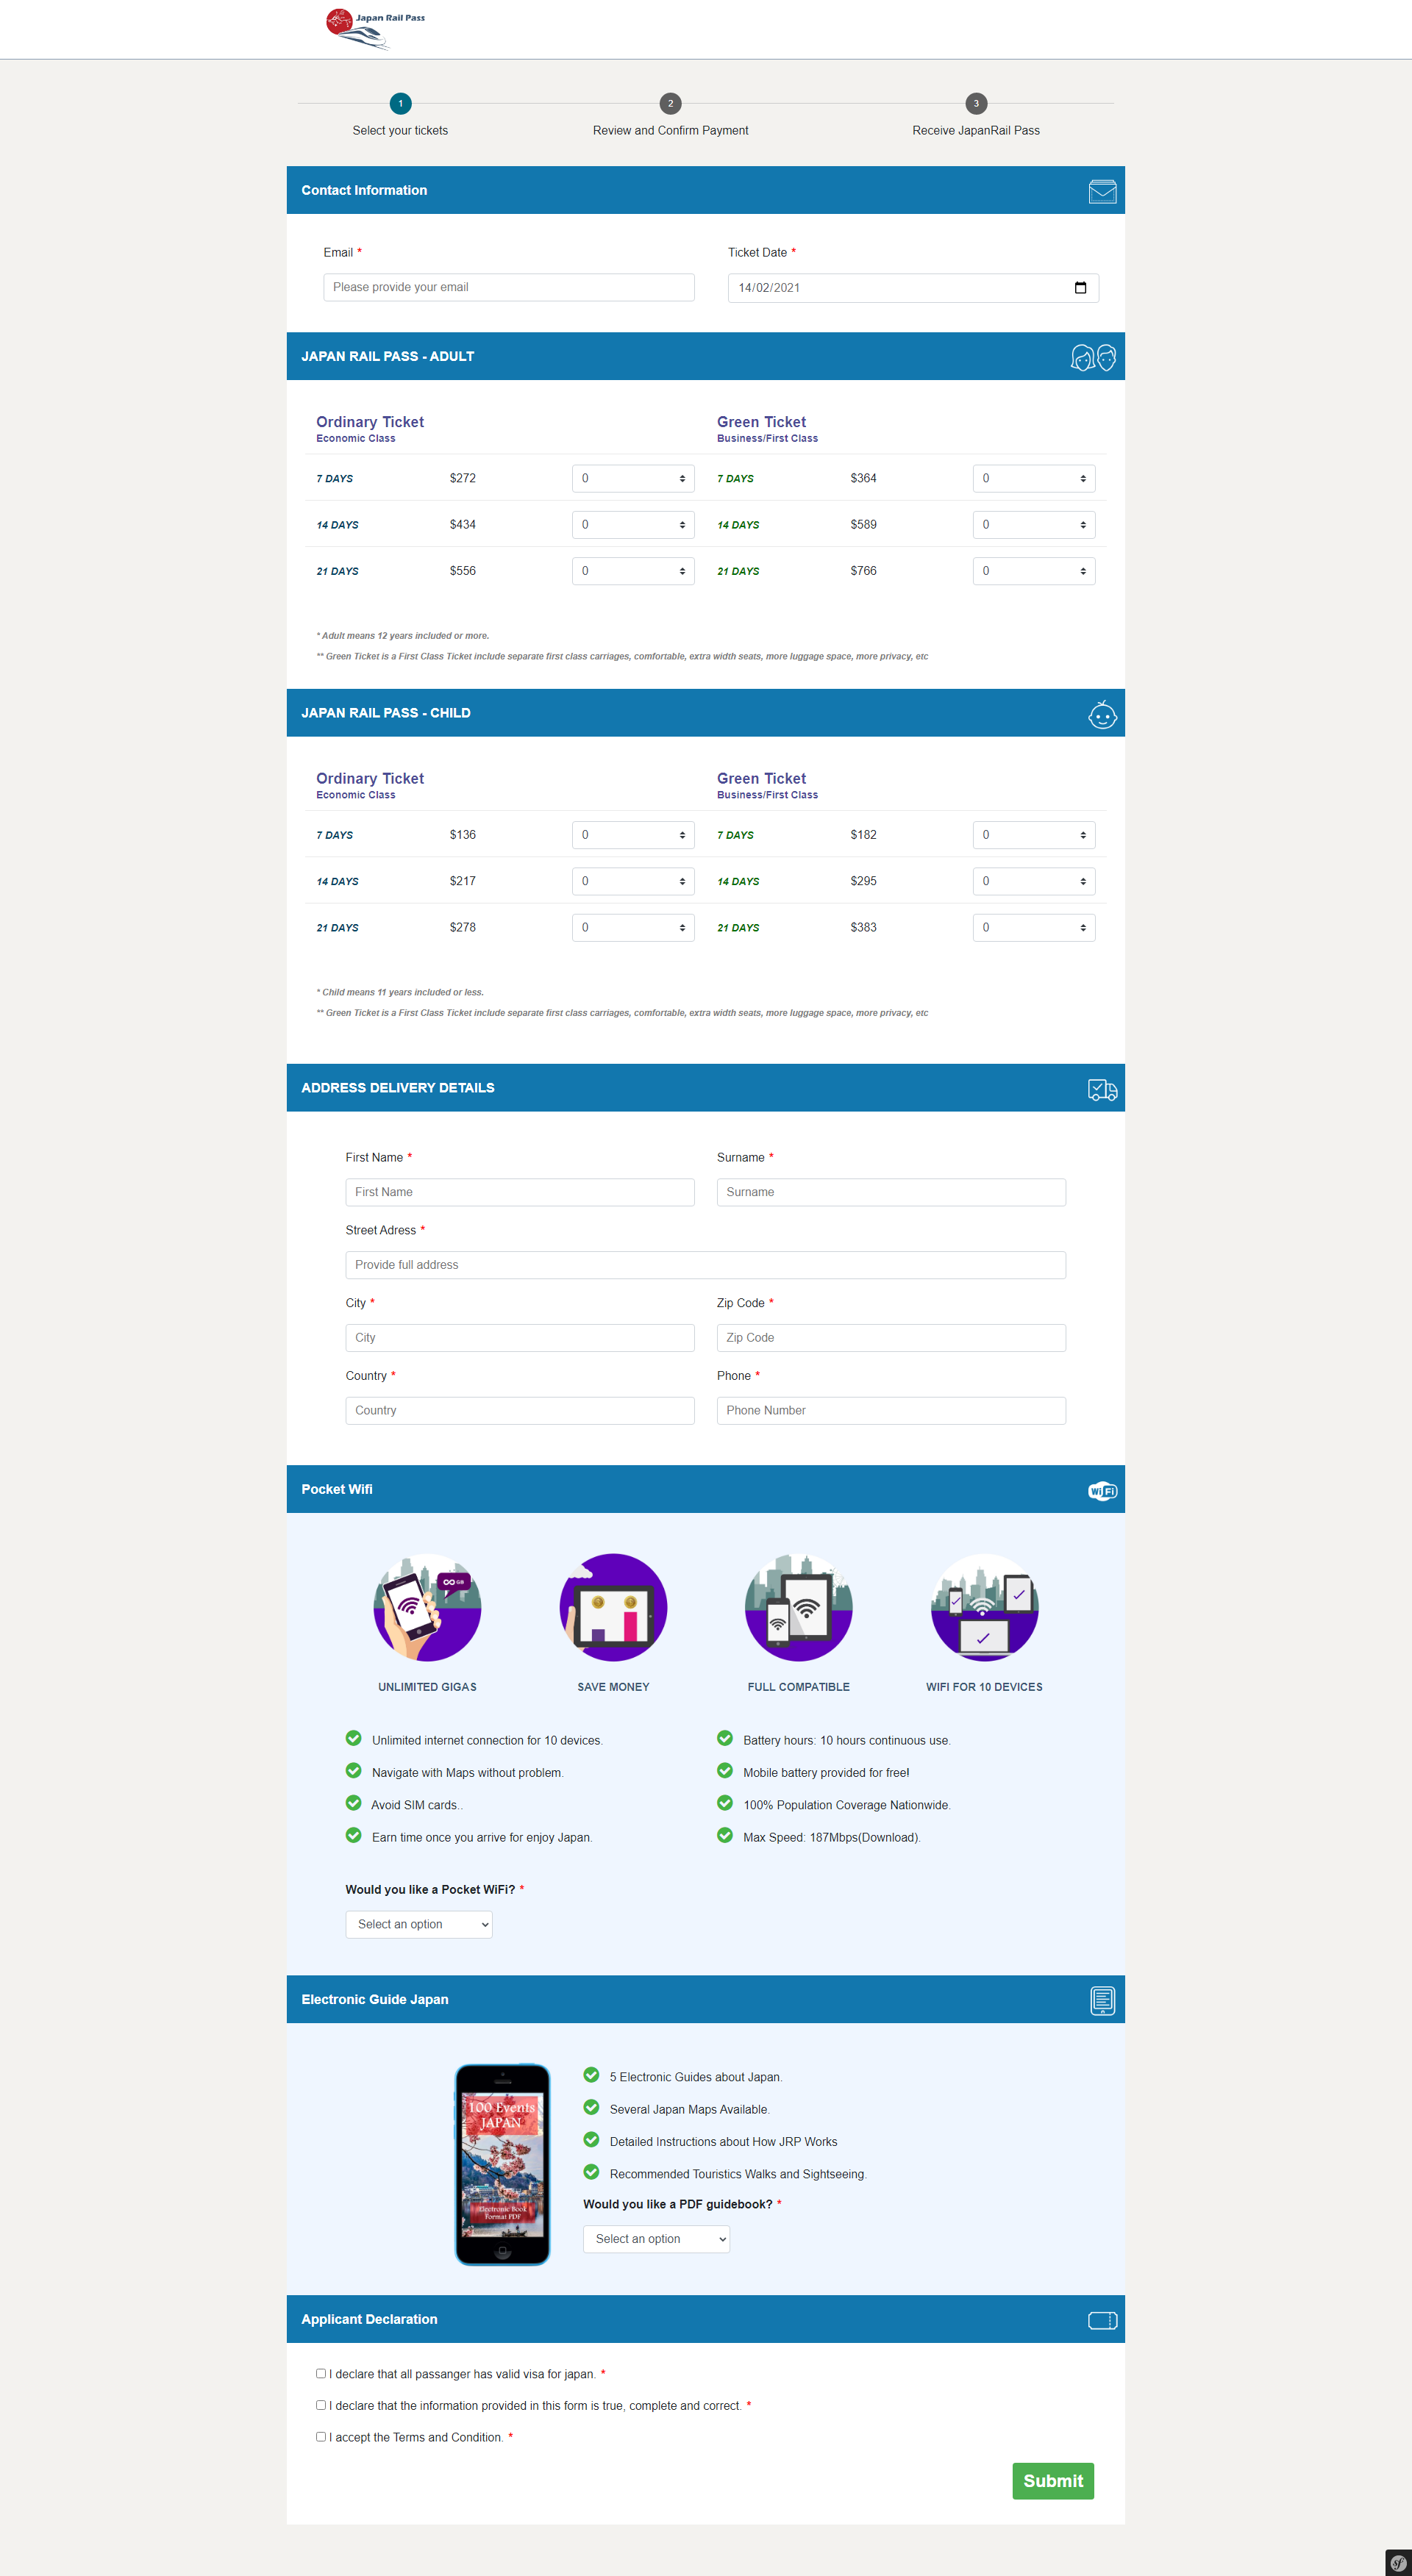 Japan Rail Pass
1 2 3
Select your tickets Review and Confirm Payment Receive JapanRail Pass
Contact Information
Email * Ticket Date *
Please provide your email 14/02/2021
JAPAN RAIL PASS - ADULT
Ordinary Ticket Green Ticket
Economic Class Business/First Class
7 DAYS $272 0 7 DAYS $364 0
14 DAYS $434 0 14 DAYS $589 0
21 DAYS $556 0 21 DAYS $766 0
* Adult means 12 years included or more.
** Green Ticket is a First Class Ticket include separate first class carriages, comfortable, extra width seats, more luggage space, more privacy, etc
JAPAN RAIL PASS - CHILD
Ordinary Ticket Green Ticket
Economic Class Business/First Class
7 DAYS $136 0 7 DAYS $182 0
14 DAYS $217 0 14 DAYS $295 0
21 DAYS $278 0 21 DAYS $383 0
* Child means 11 years included or less.
** Green Ticket is a First Class Ticket include separate first class carriages, comfortable, extra width seats, more luggage space, more privacy, etc
ADDRESS DELIVERY DETAILS
First Name * Surname *
First Name Surname
Street Adress *
Provide full address
City * Zip Code *
City Zip Code
Country * Phone *
Country Phone Number
Pocket Wifi WiFi
GB
UNLIMITED GIGAS SAVE MONEY FULL COMPATIBLE WIFI FOR 10 DEVICES
Unlimited internet connection for 10 devices. Battery hours: 10 hours continuous use.
Navigate with Maps without problem. Mobile battery provided for free!
Avoid SIM cards.. 100% Population Coverage Nationwide.
Earn time once you arrive for enjoy Japan. Max Speed: 187Mbps(Download).
Would you like a Pocket WiFi? *
Select an option
Electronic Guide Japan
100 Events
JAPAN
Electronic Book
Format PDF
5 Electronic Guides about Japan.
Several Japan Maps Available.
Detailed Instructions about How JRP Works
Recommended Touristics Walks and Sightseeing.
Would you like a PDF guidebook? *
Select an option
Applicant Declaration
I declare that all passanger has valid visa for japan. *
I declare that the information provided in this form is true, complete and correct. *
I accept the Terms and Condition. *
Submit
sf